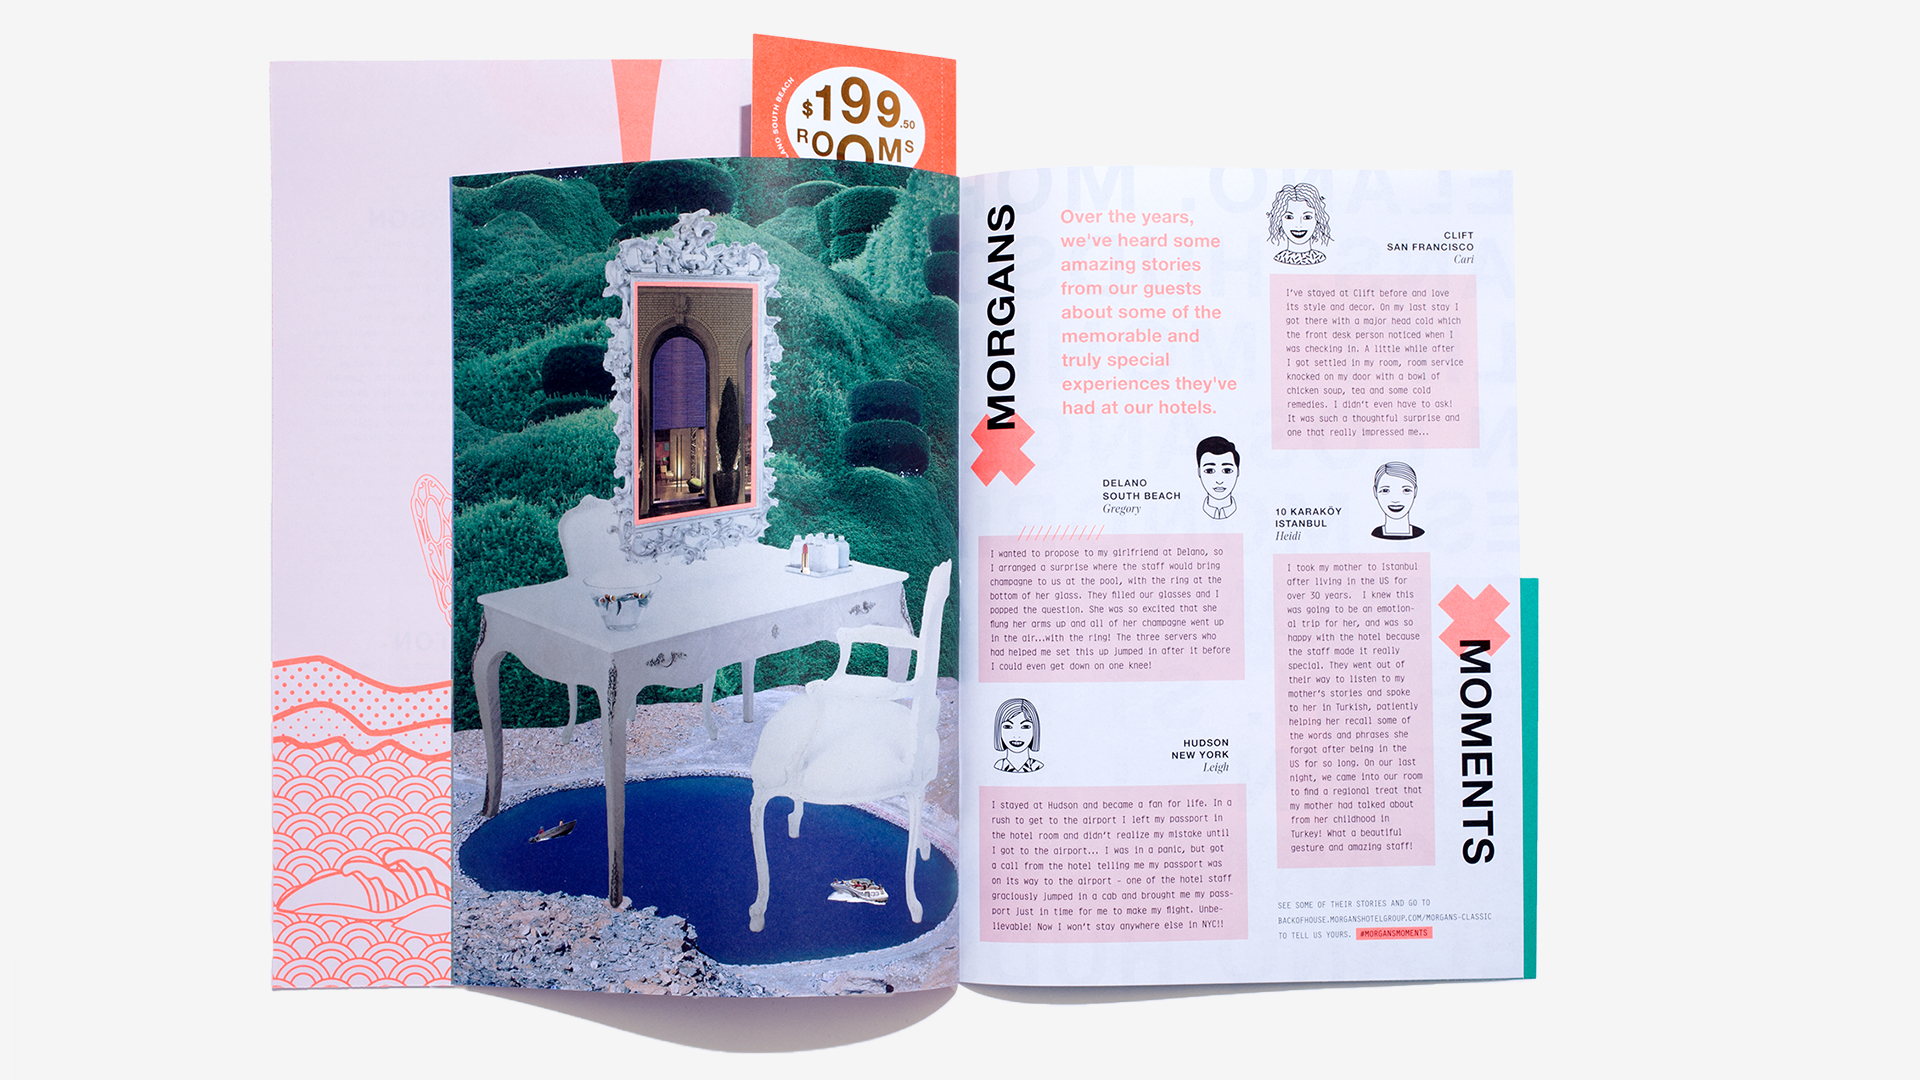 LANO SOUTH BEACH
$199.50
ROOMS
MORGANS
Over the years,
we've heard some
amazing stories
from our guests
about some of the
memorable and
truly special
experiences they've
had at our hotels.
CLIFT
SAN FRANCISCO
Cari
I've stayed at Clift before and love
its style and decor. On my last stay I
got there with a major head cold which
the front desk person noticed when I
was checking in. A little while after
I got settled in my room, room service
knocked on my door with a bowl of
chicken soup, tea and some cold
remedies. I didn't even have to ask!
It was such a thoughtful surprise and
one that really impressed me...
DELANO
SOUTH BEACH
Gregory
I wanted to propose to my girlfriend at Delano, so
I arranged a surprise where the staff would bring
champagne to us at the pool, with the ring at the
bottom of her glass. They filled our glasses and I
popped the question. She was so excited that she
flung her arms up and all of her champagne went up
in the air...with the ring! The three servers who
had helped me set this up jumped in after it before
I could even get down on one knee!
HUDSON
NEW YORK
Leigh
I stayed at Hudson and became a fan for life. In a
rush to get to the airport I left my passport in
the hotel room and didn't realize my mistake until
I got to the airport... I was in a panic, but got
a call from the hotel telling me my passport was
on its way to the airport - one of the hotel staff
graciously jumped in a cab and brought me my pass-
port just in time for me to make my flight. Unbe-
lievable! Now I won't stay anywhere else in NYC!!
10 KARAKÖY
ISTANBUL
Heidi
I took my mother to Istanbul
after living in the US for
over 30 years. I knew this
was going to be an emotion-
al trip for her, and was so
happy with the hotel because
the staff made it really
special. They went out of
their way to listen to my
mother's stories and spoke
to her in Turkish, patiently
helping her recall some of
the words and phrases she
forgot after being in the
US for so long. On our last
night, we came into our room
to find a regional treat that
my mother had talked about
from her childhood in
Turkey! What a beautiful
gesture and amazing staff!
MOMENTS
SEE SOME OF THEIR STORIES AND GO TO
BACKOFHOUSE.MORGANSHOTELGROUP.COM/MORGANS-CLASSIC
TO TELL US YOURS. #MORGANSMOMENTS